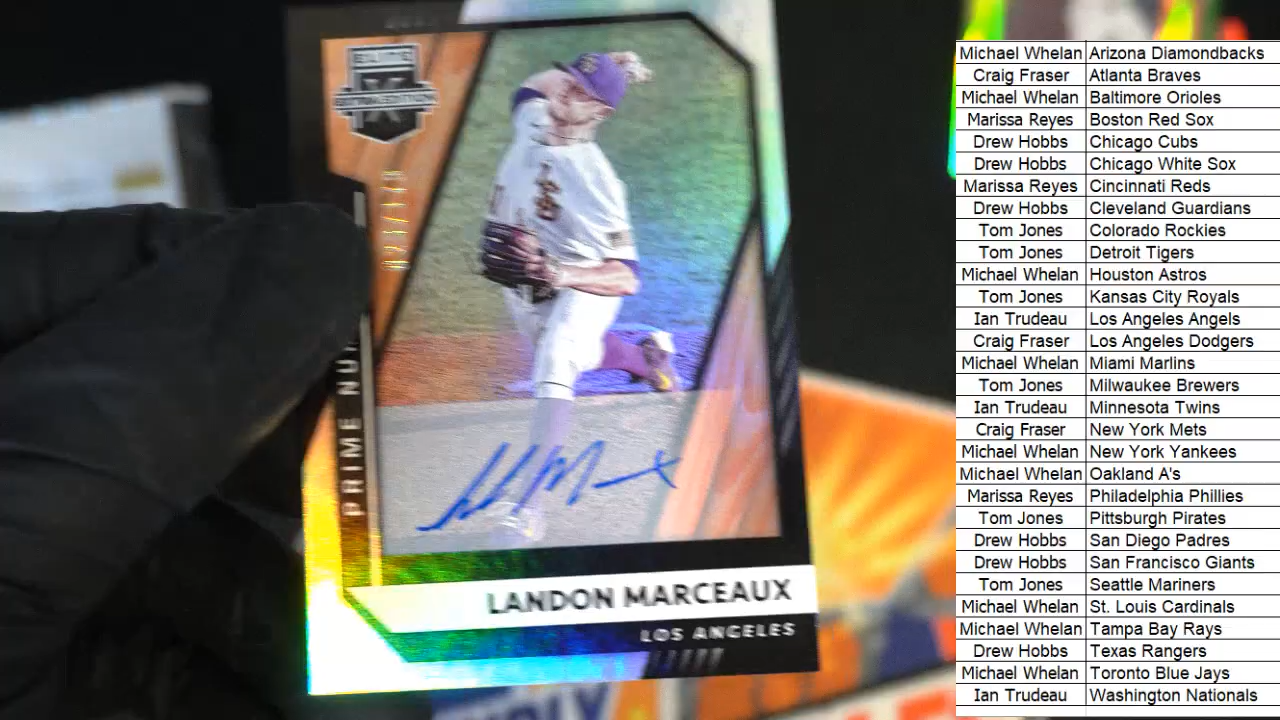 ELITE
EXTRA EDITION
X
PRIME NU
LANDON MARCEAUX
LOS ANGELES
Michael Whelan Arizona Diamondbacks
Craig Fraser Atlanta Braves
Michael Whelan Baltimore Orioles
Marissa Reyes Boston Red Sox
Drew Hobbs Chicago Cubs
Drew Hobbs Chicago White Sox
Marissa Reyes Cincinnati Reds
Drew Hobbs Cleveland Guardians
Tom Jones Colorado Rockies
Tom Jones Detroit Tigers
Michael Whelan Houston Astros
Tom Jones Kansas City Royals
Ian Trudeau Los Angeles Angels
Craig Fraser Los Angeles Dodgers
Michael Whelan Miami Marlins
Tom Jones Milwaukee Brewers
Ian Trudeau Minnesota Twins
Craig Fraser New York Mets
Michael Whelan New York Yankees
Michael Whelan Oakland A's
Marissa Reyes Philadelphia Phillies
Tom Jones Pittsburgh Pirates
Drew Hobbs San Diego Padres
Drew Hobbs San Francisco Giants
Tom Jones Seattle Mariners
Michael Whelan St. Louis Cardinals
Michael Whelan Tampa Bay Rays
Drew Hobbs Texas Rangers
Michael Whelan Toronto Blue Jays
Ian Trudeau Washington Nationals